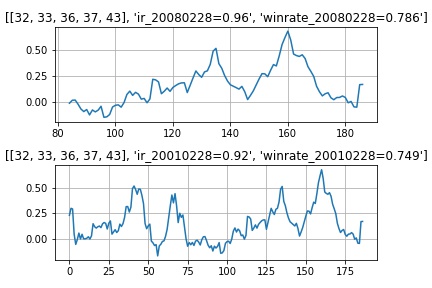 [[32, 33, 36, 37, 43], 'ir_20080228=0.96', 'winrate_20080228=0.786']
0.50
0.25
0.00
80 100 120 140 160 180
[[32, 33, 36, 37, 43], 'ir_20010228=0.92', 'winrate_20010228=0.749']
0.50
0.25
0.00
0 25 50 75 100 125 150 175